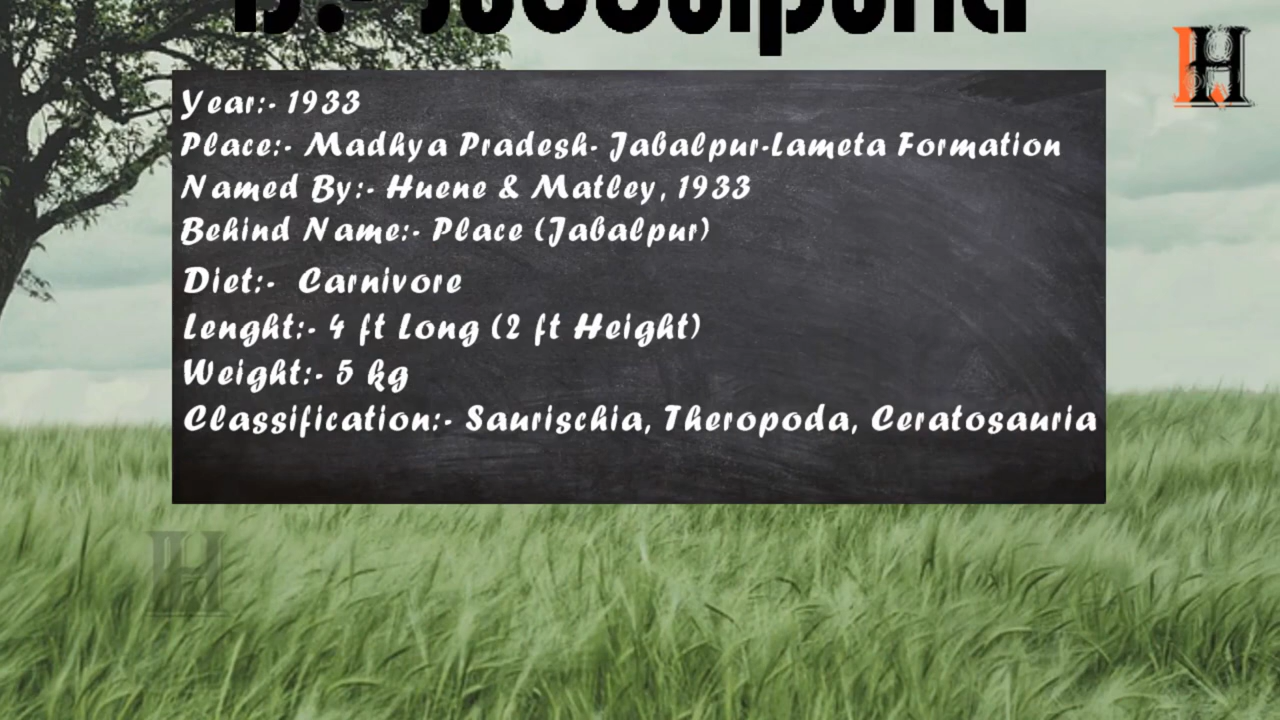 Year:- 1933
Place:- Madhya Pradesh- Jabalpur-Lameta Formation
Named By:- Huene & Matley, 1933
Behind Name:- Place (Jabalpur)
Diet:- Carnivore
Lenght:- 4 ft Long (2 ft Height)
Weight:- 5 kg
Classification:- Saurischia, Theropoda, Ceratosauria